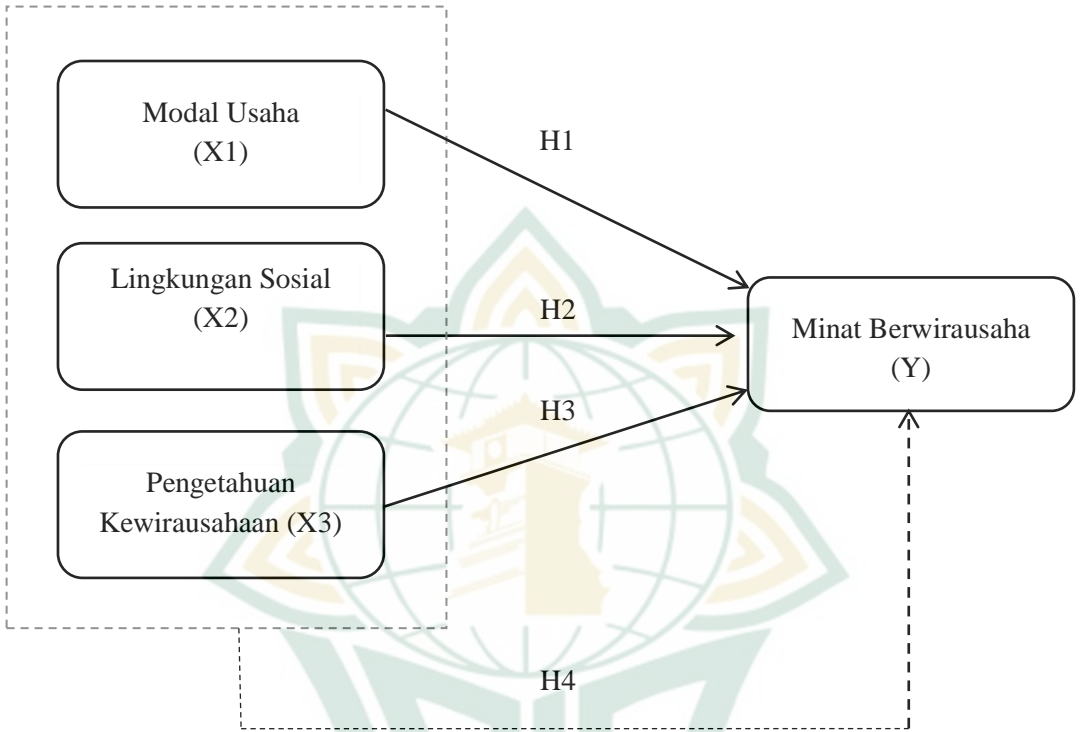 Modal Usaha
(X1)
H1
Lingkungan Sosial
(X2)
H2
Minat Berwirausaha
(Y)
H3
Pengetahuan
Kewirausahaan (X3)
H4